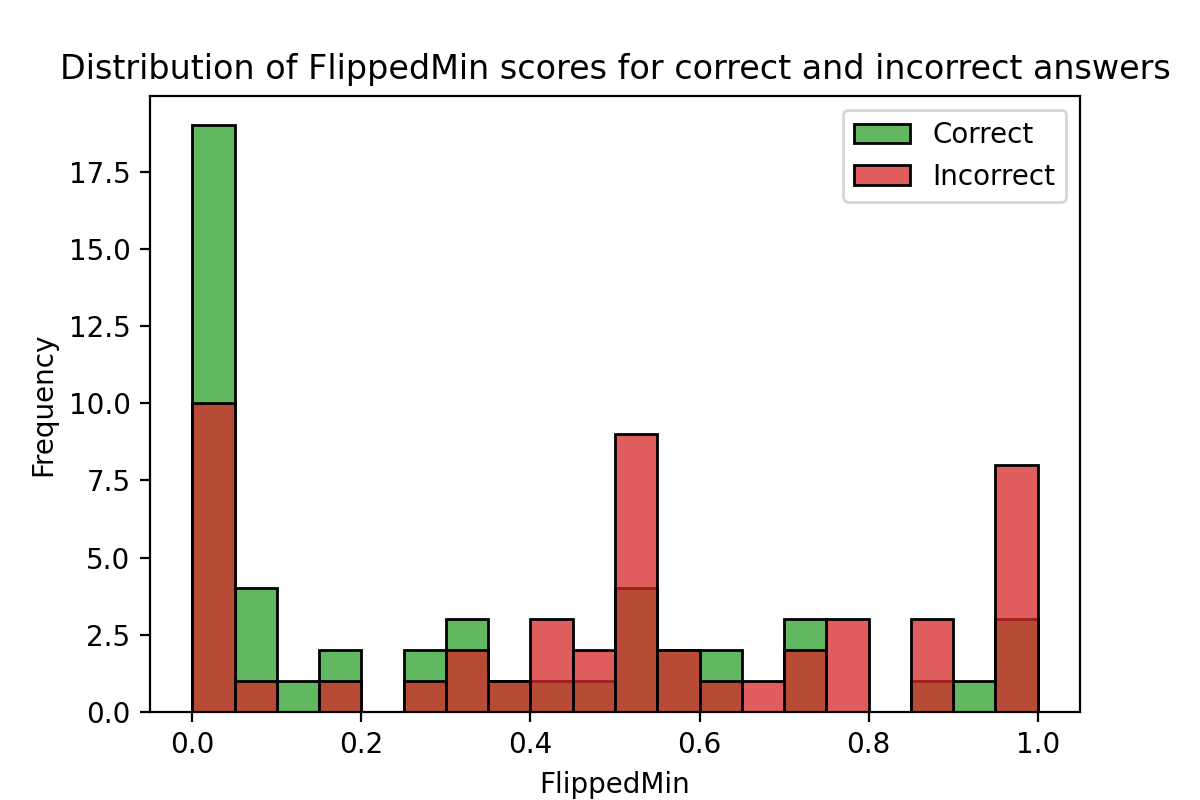 Distribution of FlippedMin scores for correct and incorrect answers
Correct
Incorrect
17.5
15.0
12.5
10.0
7.5
5.0
2.5
0.0
Frequency
0.0 0.2 0.4 0.6 0.8 1.0
FlippedMin